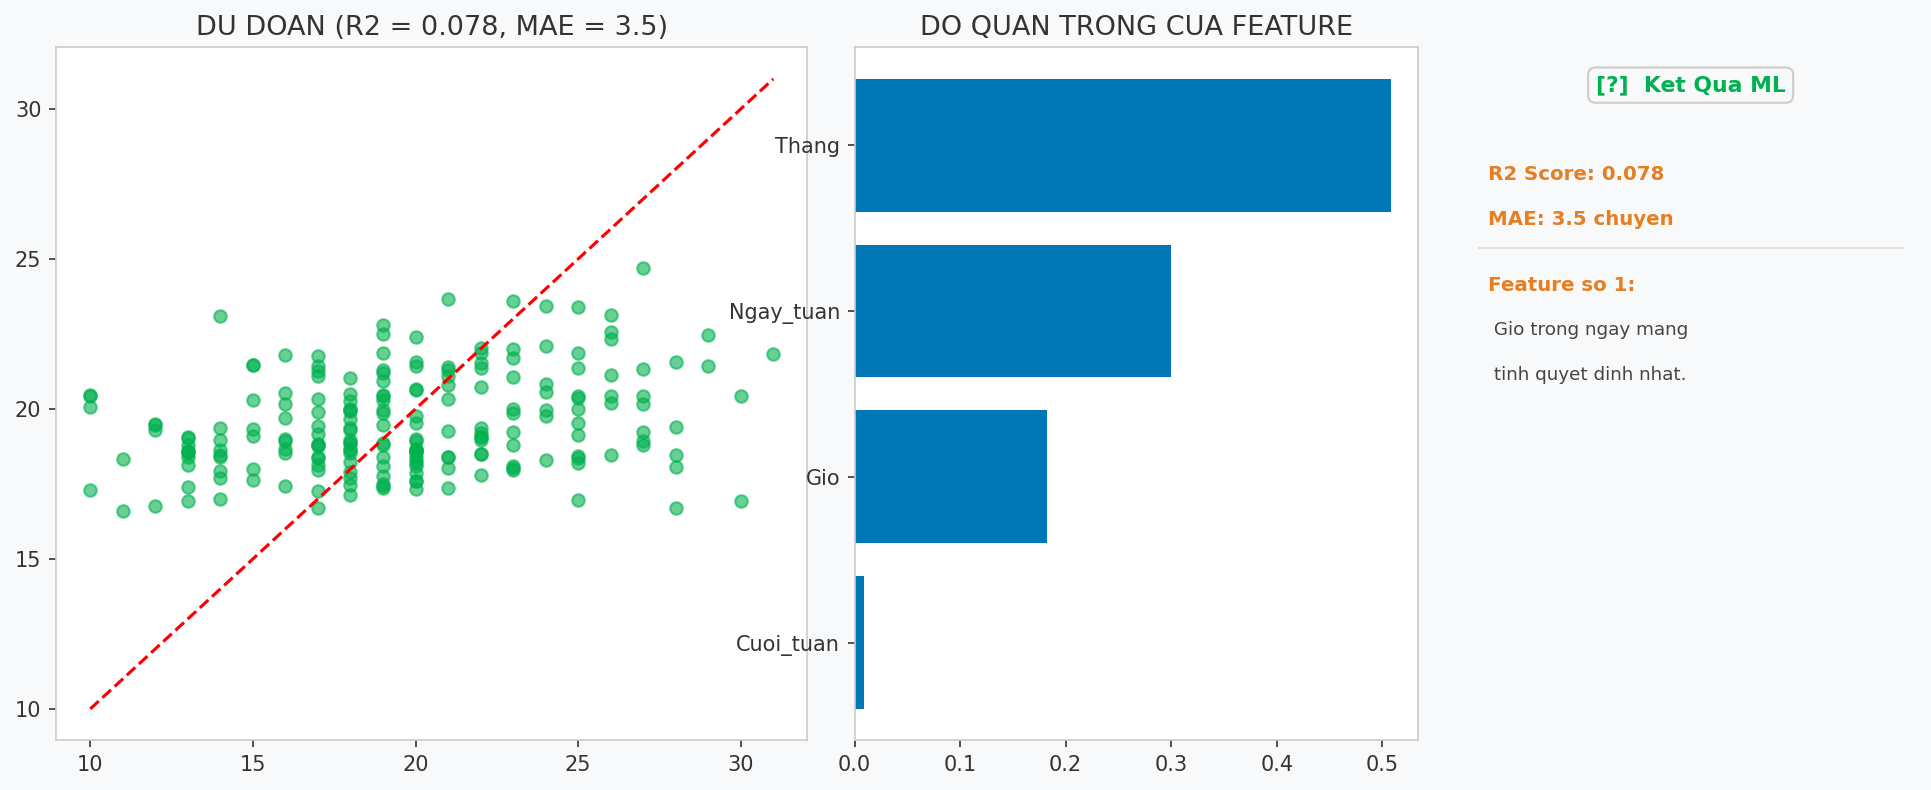 DU DOAN (R2 = 0.078, MAE = 3.5)
30
25
20
15
10
10 15 20 25 30
DO QUAN TRONG CUA FEATURE
Thang
Ngay_tuan
Gio
Cuoi_tuan
0.0 0.1 0.2 0.3 0.4 0.5
[?] Ket Qua ML
R2 Score: 0.078
MAE: 3.5 chuyen
Feature so 1:
Gio trong ngay mang
tinh quyet dinh nhat.